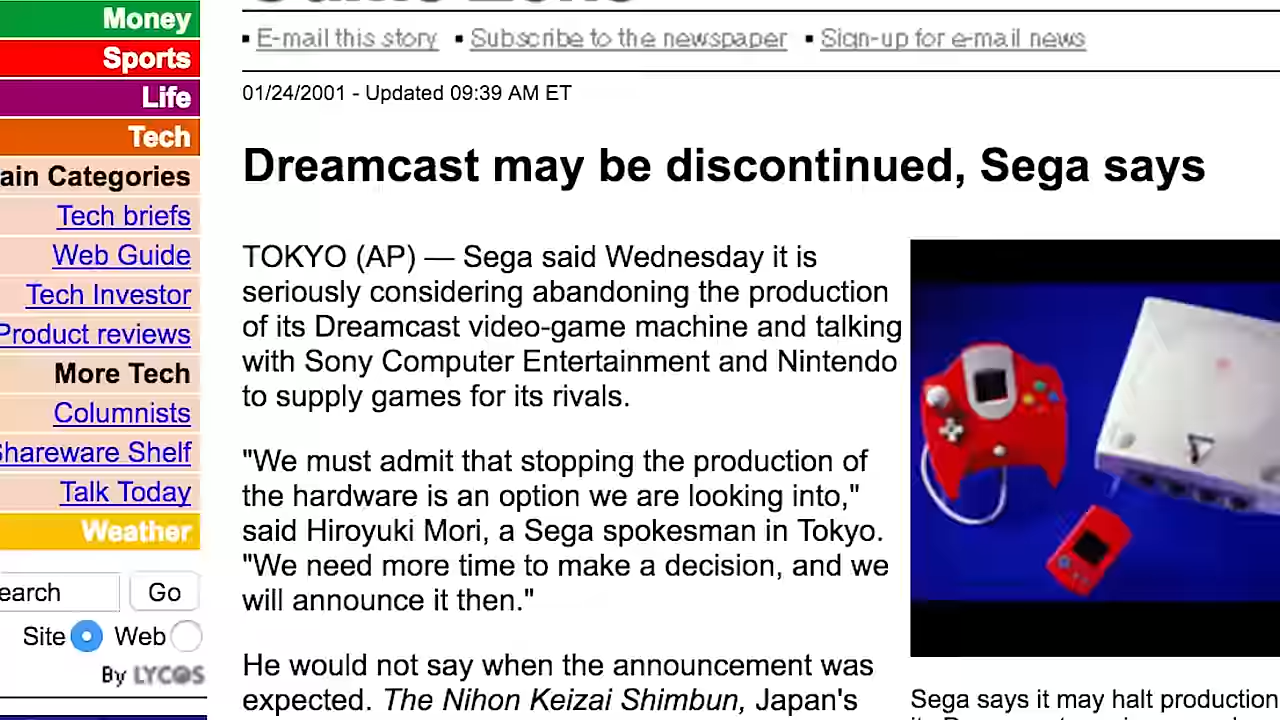 Money
Sports
Life
Tech
ain Categories
Tech briefs
Web Guide
Tech Investor
Product reviews
More Tech
Columnists
Shareware Shelf
Talk Today
Weather
earch
Go
Site Web
By LYCOS
E-mail this story Subscribe to the newspaper Sign-up for e-mail news
01/24/2001 - Updated 09:39 AM ET
Dreamcast may be discontinued, Sega says
TOKYO (AP) — Sega said Wednesday it is
seriously considering abandoning the production
of its Dreamcast video-game machine and talking
with Sony Computer Entertainment and Nintendo
to supply games for its rivals.
"We must admit that stopping the production of
the hardware is an option we are looking into,"
said Hiroyuki Mori, a Sega spokesman in Tokyo.
"We need more time to make a decision, and we
will announce it then."
He would not say when the announcement was
expected. The Nihon Keizai Shimbun, Japan's
Sega says it may halt production